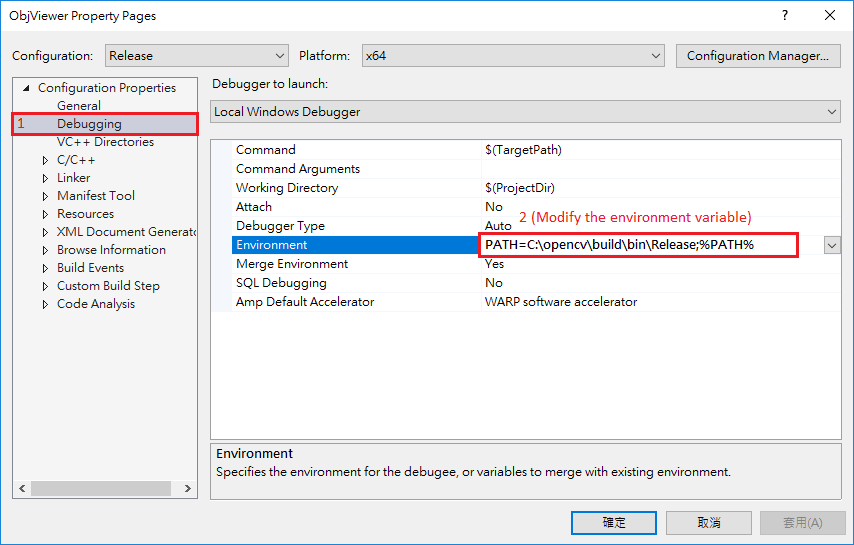 ObjViewer Property Pages
?
Configuration: Release Platform: x64 Configuration Manager...
Configuration Properties
General
1 Debugging
VC++ Directories
C/C++
Linker
Manifest Tool
Resources
XML Document Generato
Browse Information
Build Events
Custom Build Step
Code Analysis
Debugger to launch:
Local Windows Debugger
Command $(TargetPath)
Command Arguments
Working Directory $(ProjectDir)
Attach No
2 (Modify the environment variable)
Debugger Type Auto
Environment PATH=C:\opencv\build\bin\Release;%PATH%
Merge Environment Yes
SQL Debugging No
Amp Default Accelerator WARP software accelerator
Environment
Specifies the environment for the debugee, or variables to merge with existing environment.
確定 取消 套用(A)